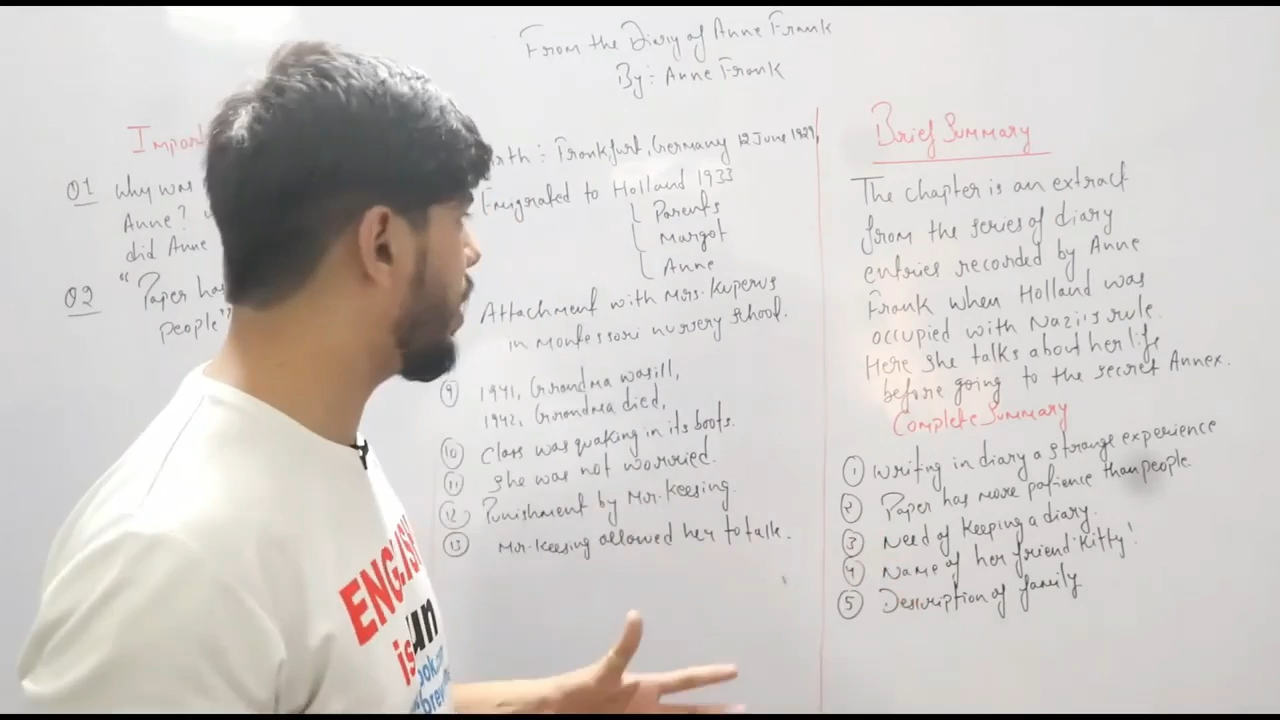 From the Diary of Anne Frank
By: Anne Frank
Import
Q1 Why was
Anne?
did Anne
Q2 "Paper has
people"
irth: Frankfurt, Germany 12 June 1929,
Emigrated to Holland 1933
Parents
Margot
Anne
Attachment with Mrs. Kuperus
in Montessori nursery school.
9 1941, Grandma was ill,
1942, Grandma died,
10 Class was quaking in its boots.
11 She was not worried.
12 Punishment by Mr. Keesing.
13 Mr. Keesing allowed her to talk.
Brief Summary
The chapter is an extract
from the series of diary
entries recorded by Anne
Frank when Holland was
occupied with Nazi's rule.
Here she talks about her life
before going to the secret Annex.
Complete Summary
1 Writing in diary a strange experience
2 Paper has more patience than people.
3 Need of keeping a diary.
4 Name of her friend 'Kitty'
5 Description of family
ENGLISH
is un